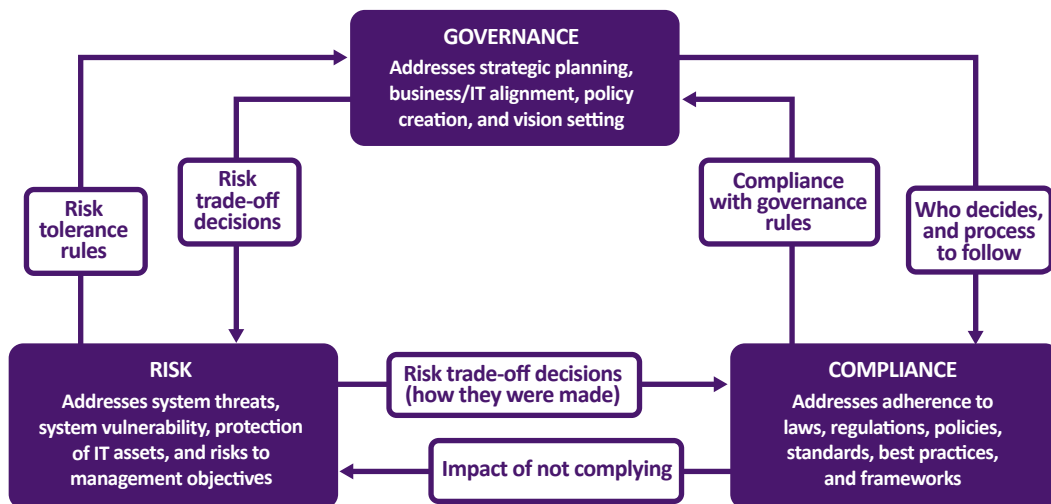 GOVERNANCE
Addresses strategic planning,
business/IT alignment, policy
creation, and vision setting
Risk
tolerance
rules
Risk
trade-off
decisions
Compliance
with governance
rules
Who decides,
and process
to follow
RISK
Addresses system threats,
system vulnerability, protection
of IT assets, and risks to
management objectives
Risk trade-off decisions
(how they were made)
Impact of not complying
COMPLIANCE
Addresses adherence to
laws, regulations, policies,
standards, best practices,
and frameworks